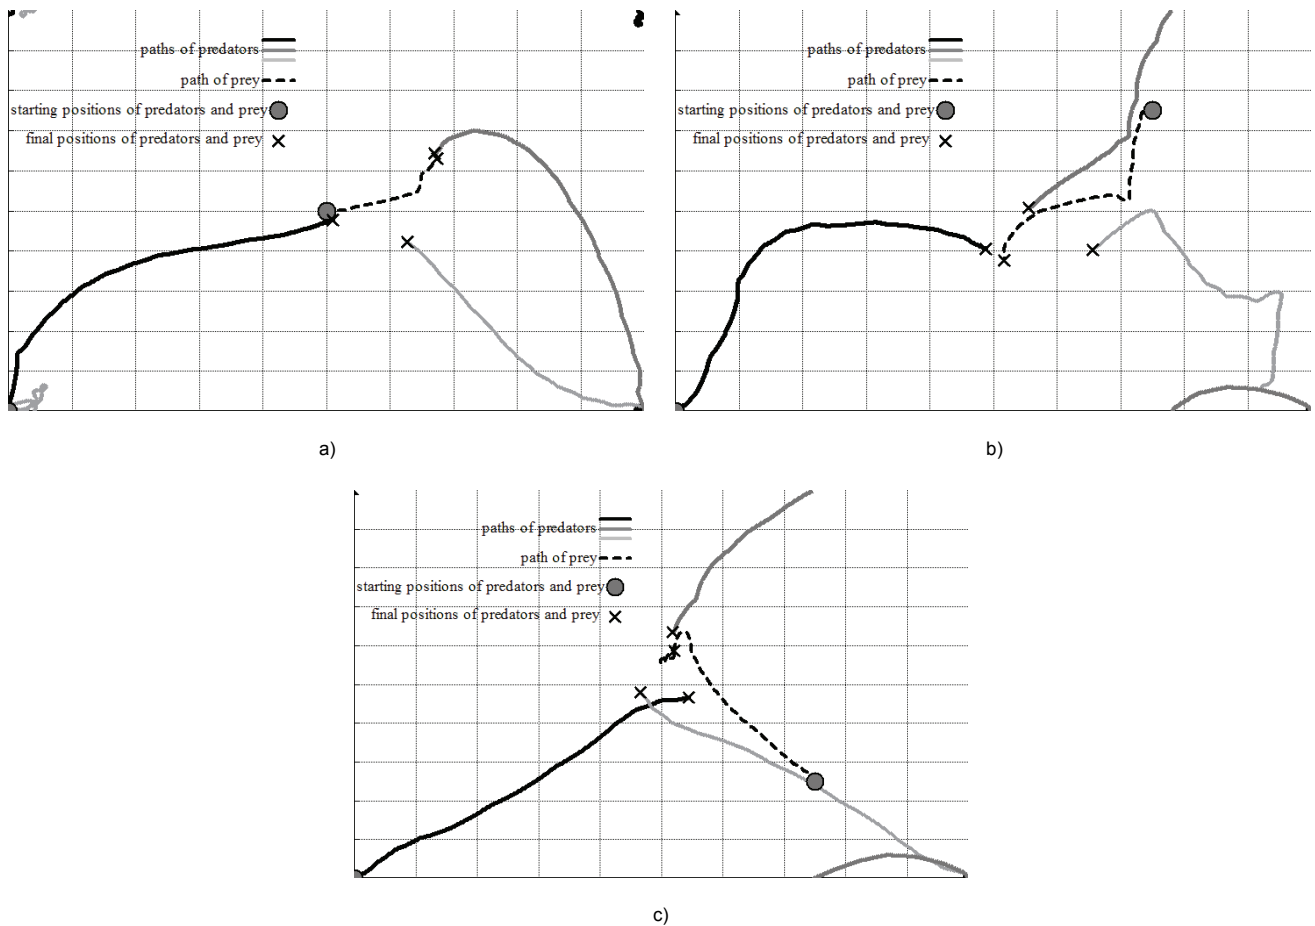 paths of predators
path of prey
starting positions of predators and prey
final positions of predators and prey
paths of predators
path of prey
starting positions of predators and prey
final positions of predators and prey
a)
b)
paths of predators
path of prey
starting positions of predators and prey
final positions of predators and prey
c)